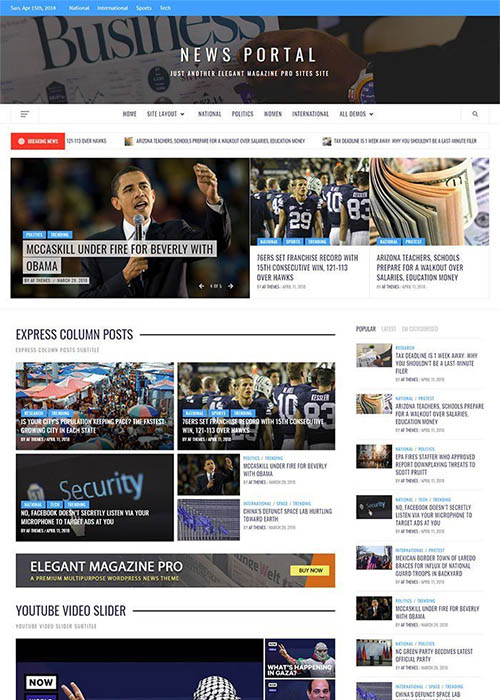 Sun, Apr 15th, 2018 National International Sports Tech
Business
NEWS PORTAL
JUST ANOTHER ELEGANT MAGAZINE PRO SITES SITE
HOME SITE LAYOUT NATIONAL POLITICS WOMEN INTERNATIONAL ALL DEMOS
BREAKING NEWS 121-113 OVER HAWKS ARIZONA TEACHERS, SCHOOLS PREPARE FOR A WALKOUT OVER SALARIES, EDUCATION MONEY TAX DEADLINE IS 1 WEEK AWAY. WHY YOU SHOULDN'T BE A LAST-MINUTE FILER
POLITICS TRENDING
MCCASKILL UNDER FIRE FOR BEVERLY WITH
OBAMA
BY AF THEMES / MARCH 29, 2018
4 OF 5
29
83
NATIONAL SPORTS TRENDING
76ERS SET FRANCHISE RECORD WITH
15TH CONSECUTIVE WIN, 121-113
OVER HAWKS
BY AF THEMES / APRIL 11, 2018
NATIONAL PROTEST
ARIZONA TEACHERS, SCHOOLS
PREPARE FOR A WALKOUT OVER
SALARIES, EDUCATION MONEY
BY AF THEMES / APRIL 11, 2018
EXPRESS COLUMN POSTS
EXPRESS COLUMN POSTS SUBTITLE
RESEARCH TRENDING
IS YOUR CITY'S POPULATION KEEPING PACE? THE FASTEST-
GROWING CITY IN EACH STATE
BY AF THEMES / APRIL 11, 2018
KESSLER
NATIONAL SPORTS TRENDING
76ERS SET FRANCHISE RECORD WITH 15TH CONSECUTIVE
WIN, 121-113 OVER HAWKS
BY AF THEMES / APRIL 11, 2018
Security
NATIONAL TECH TRENDING
NO, FACEBOOK DOESN'T SECRETLY LISTEN VIA YOUR
MICROPHONE TO TARGET ADS AT YOU
BY AF THEMES / APRIL 11, 2018
POLITICS / TRENDING
MCCASKILL UNDER FIRE FOR BEVERLY
WITH OBAMA
BY AF THEMES / MARCH 29, 2018
INTERNATIONAL / SPACE / TRENDING
CHINA'S DEFUNCT SPACE LAB HURTLING
TOWARD EARTH
BY AF THEMES / MARCH 29, 2018
ELEGANT MAGAZINE PRO
A PREMIUM MULTIPURPOSE WORDPRESS NEWS THEME.
BUY NOW
YOUTUBE VIDEO SLIDER
YOUTUBE VIDEO SLIDER SUBTITLE
NOW
WHAT'S HAPPENING
IN GAZA?
NOW
POPULAR LATEST CATEGORISED
RESEARCH
TAX DEADLINE IS 1 WEEK AWAY. WHY
YOU SHOULDN'T BE A LAST-MINUTE
FILER
BY AF THEMES / APRIL 11, 2018
NATIONAL / PROTEST
ARIZONA TEACHERS, SCHOOLS PREPARE
FOR A WALKOUT OVER SALARIES,
EDUCATION MONEY
BY AF THEMES / APRIL 11, 2018
NATIONAL / POLITICS
EPA FIRES STAFFER WHO APPROVED
REPORT DOWNPLAYING THREATS TO
SCOTT PRUITT
BY AF THEMES / APRIL 11, 2018
NATIONAL / TECH / TRENDING
NO, FACEBOOK DOESN'T SECRETLY
LISTEN VIA YOUR MICROPHONE TO
TARGET ADS AT YOU
BY AF THEMES / APRIL 11, 2018
INTERNATIONAL / PROTEST
MEXICAN BORDER TOWN OF LAREDO
BRACES FOR INFLUX OF NATIONAL
GUARD TROOPS IN BACKYARD
BY AF THEMES / APRIL 11, 2018
POLITICS / TRENDING
MCCASKILL UNDER FIRE FOR BEVERLY
WITH OBAMA
BY AF THEMES / MARCH 29, 2018
NATIONAL / POLITICS
NC GREEN PARTY BECOMES LATEST
OFFICIAL PARTY
BY AF THEMES / MARCH 29, 2018
INTERNATIONAL / SPACE / TRENDING